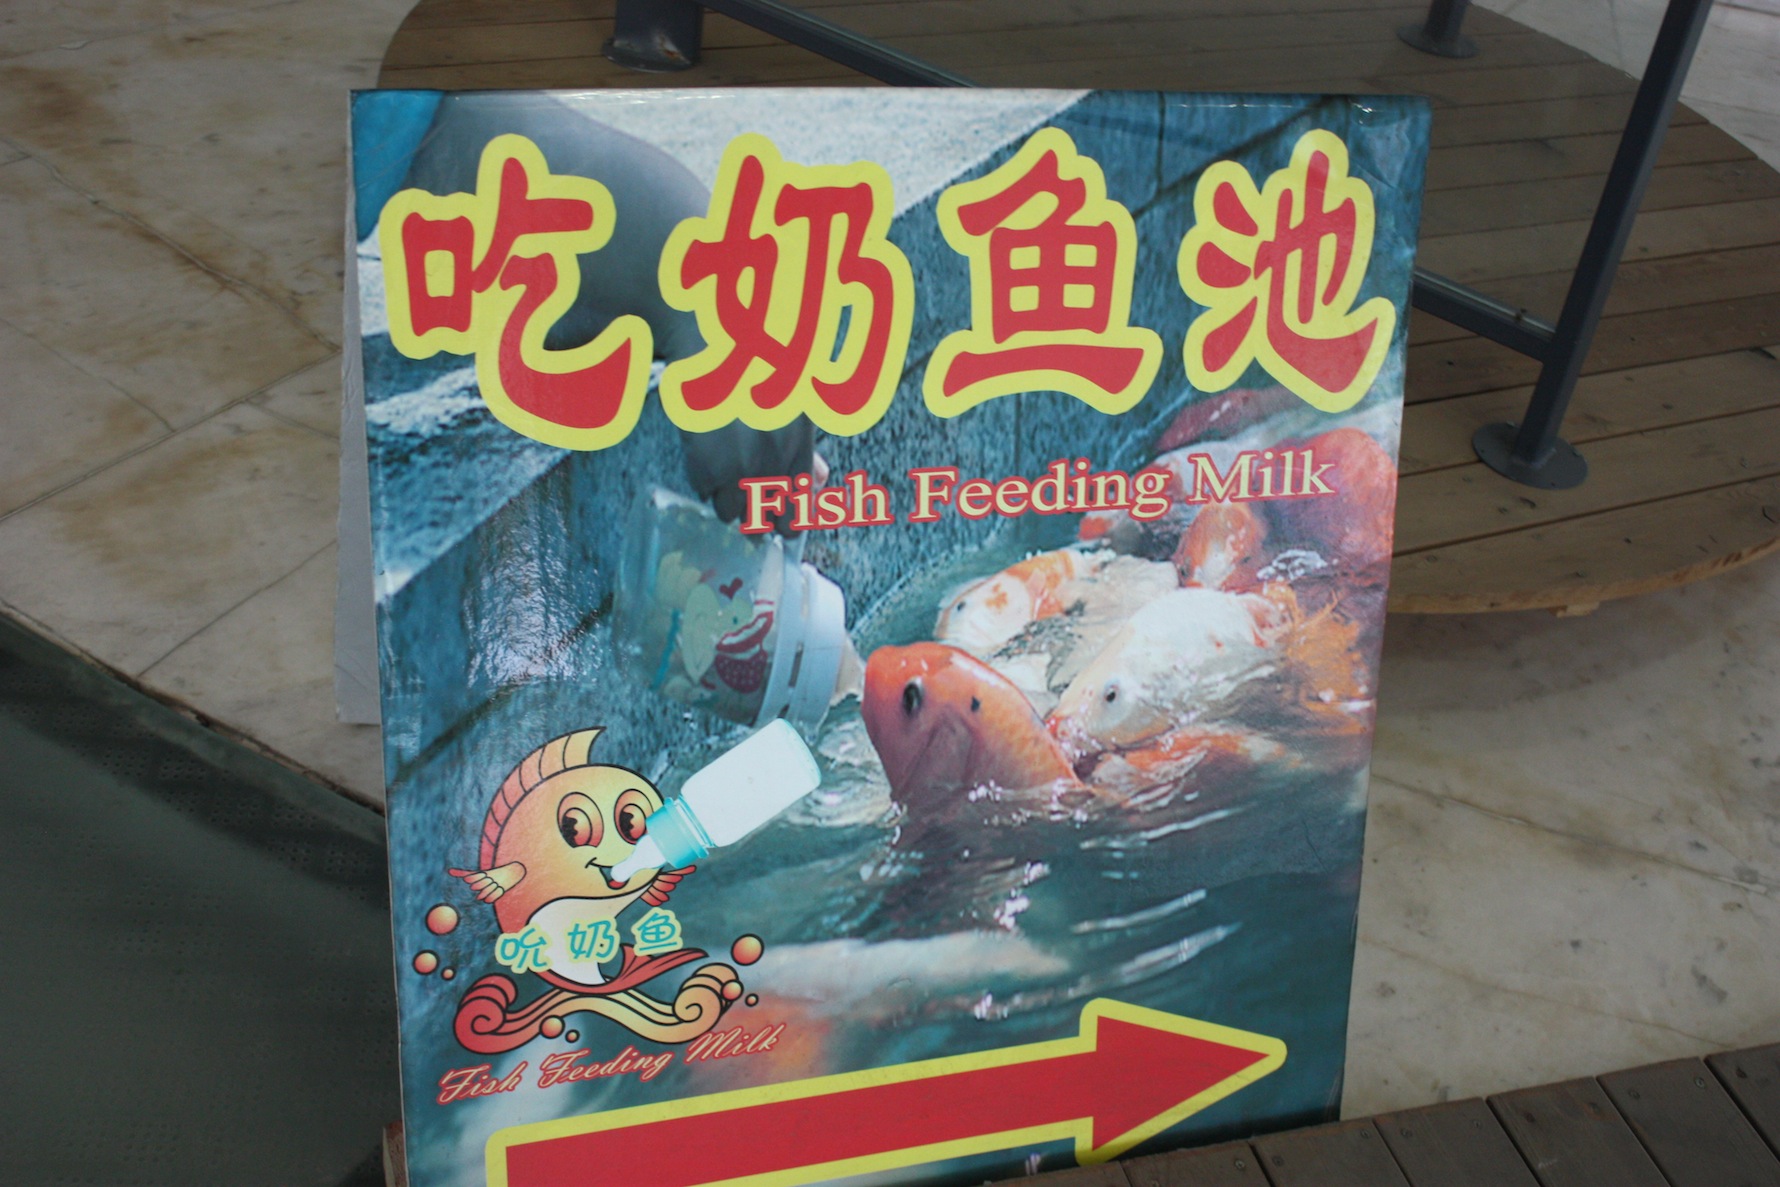 吃奶鱼池
Fish Feeding Milk
吮奶鱼
Fish Feeding Milk